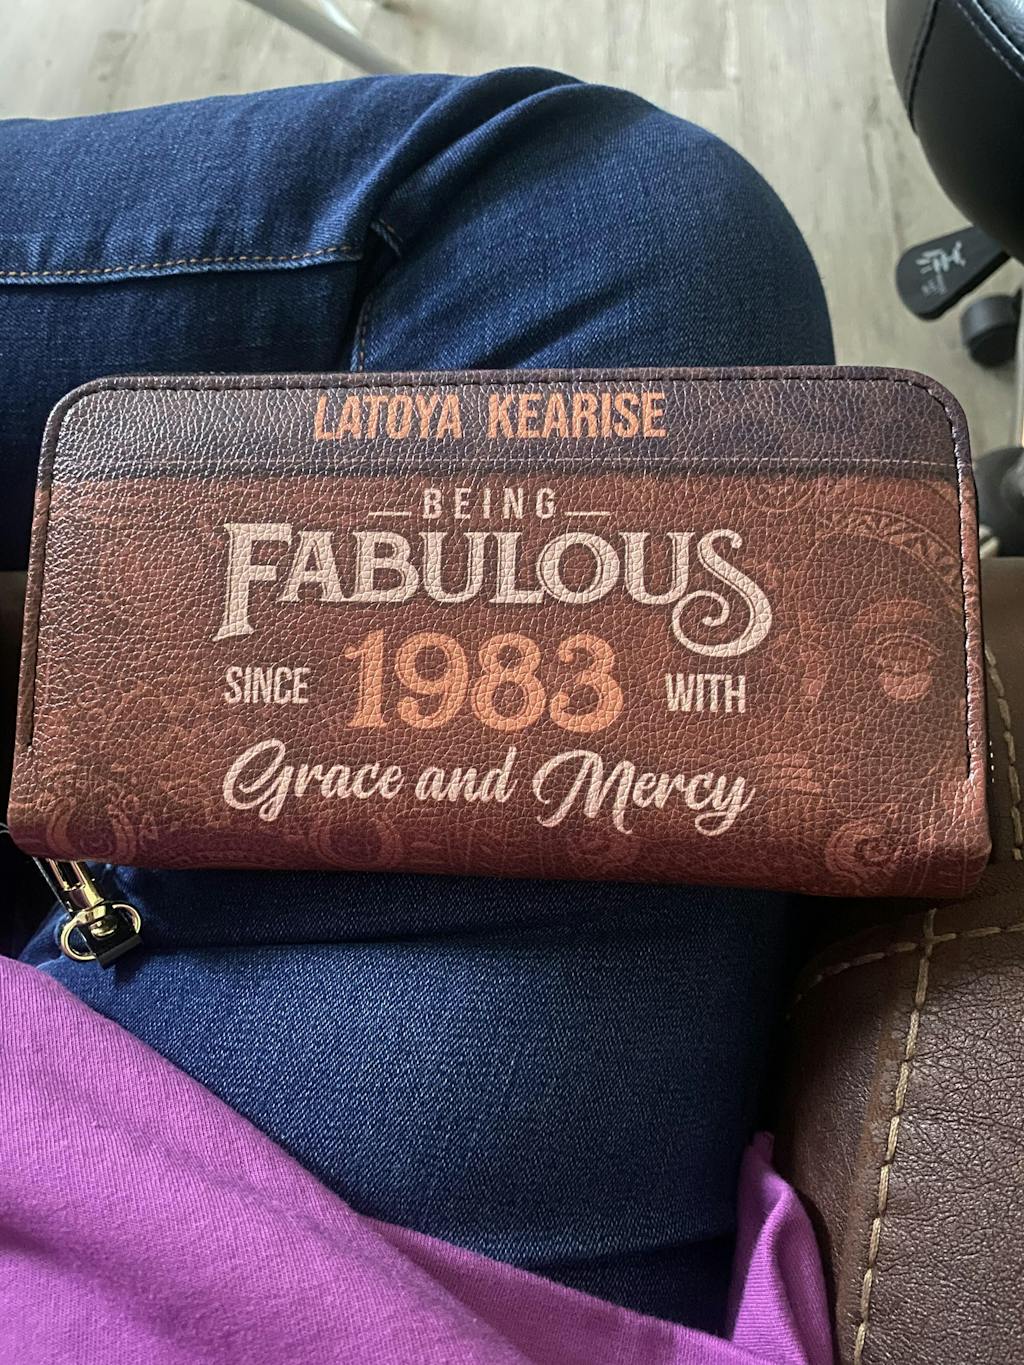 LATOYA KEARISE
BEING
FABULOUS
SINCE 1983 WITH
Grace and Mercy